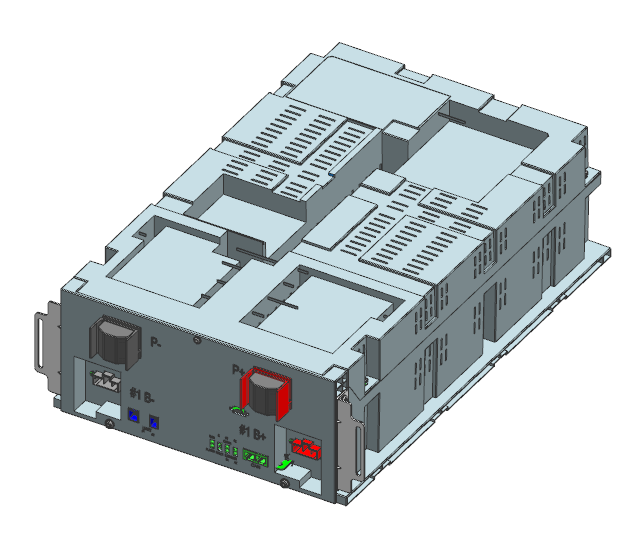 P-
P+
#1 B-
#1 B+